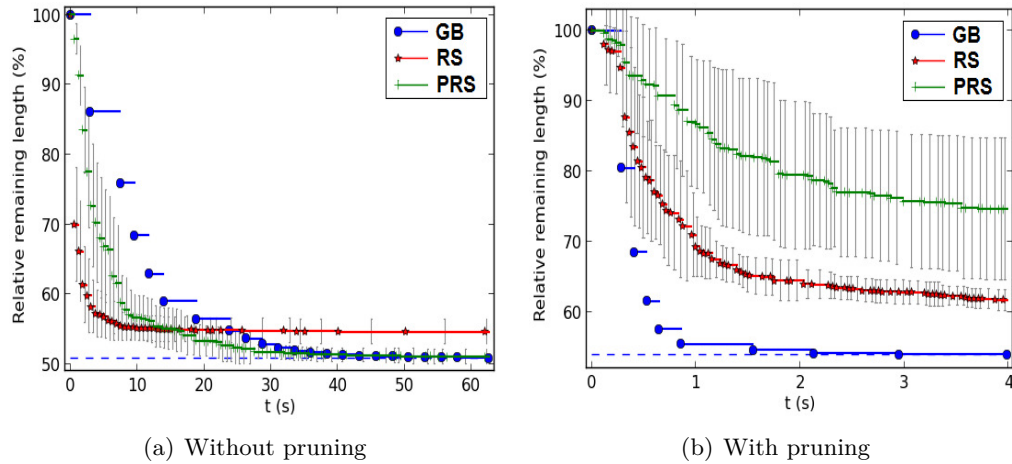 100
90
80
70
60
50
Relative remaining length (%)
0
10
20
30
40
50
60
t (s)
GB
RS
PRS
(a) Without pruning
100
90
80
70
60
Relative remaining length (%)
0
1
2
3
4
t (s)
GB
RS
PRS
(b) With pruning